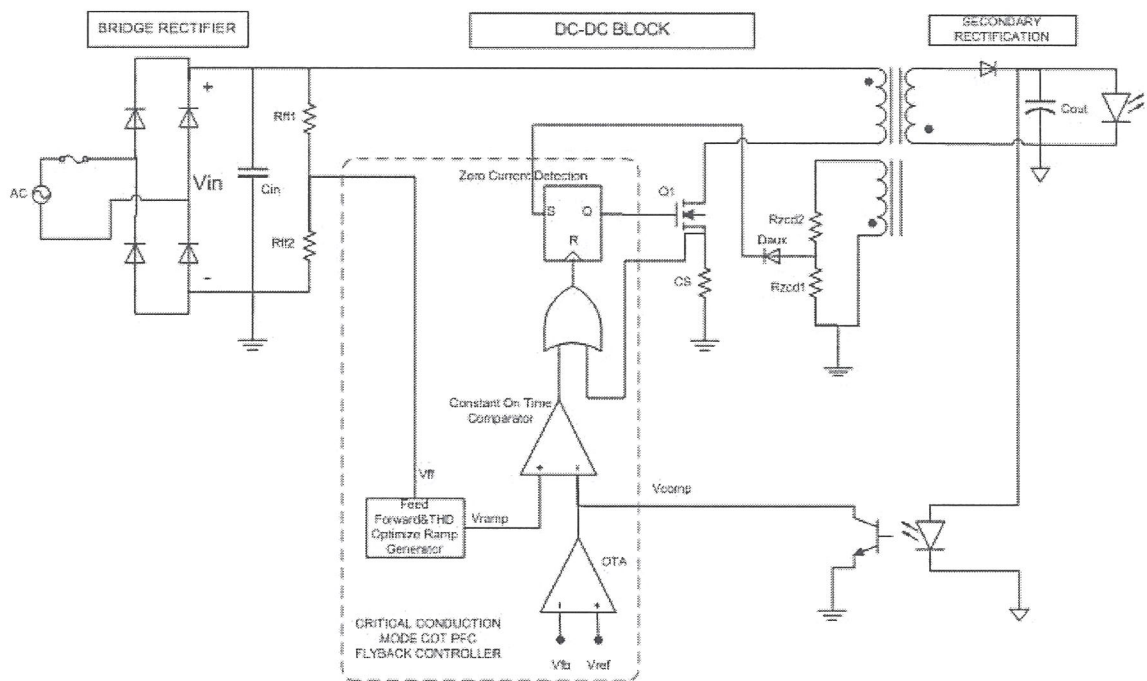 BRIDGE RECTIFIER
DC-DC BLOCK
SECONDARY
RECTIFICATION
+
Rff1
Cout
Zero Current Detection
Q1
AC
Vin
Cin
S
Q
Rzcd2
Rff2
R
Daux
-
CS
Rzcd1
Constant On Time
Comparator
Vff
+
-
Vcomp
Feed
Forward&THD
Optimize Ramp
Generator
Vramp
OTA
-
+
CRITICAL CONDUCTION
MODE COT PFC
FLYBACK CONTROLLER
Vfb
Vref